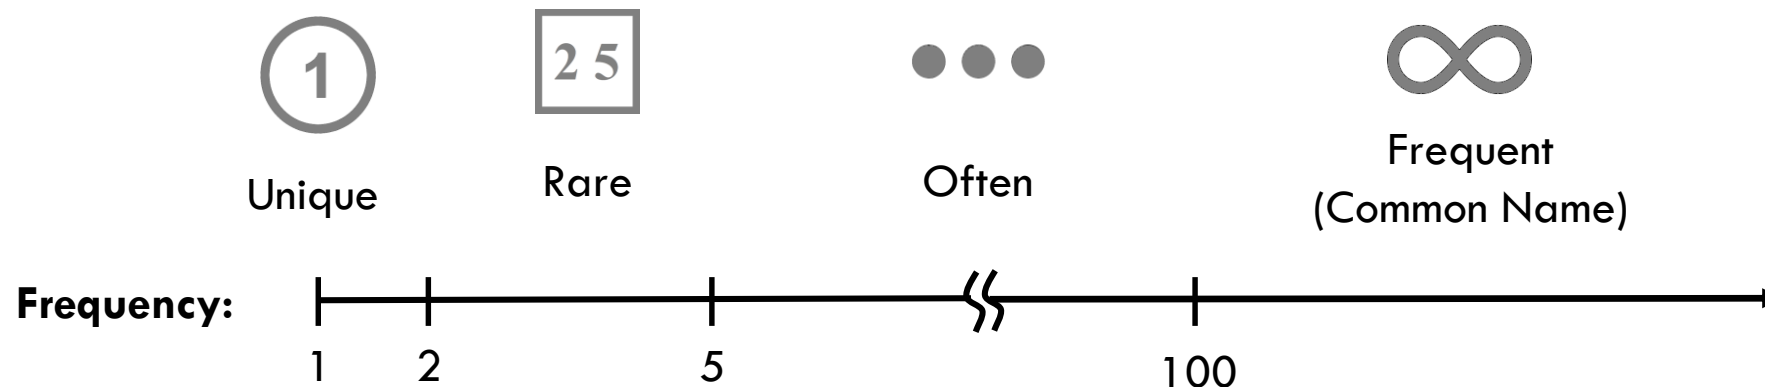 1
2 5
Unique
Rare
Often
Frequent
(Common Name)
Frequency:
1
2
5
100